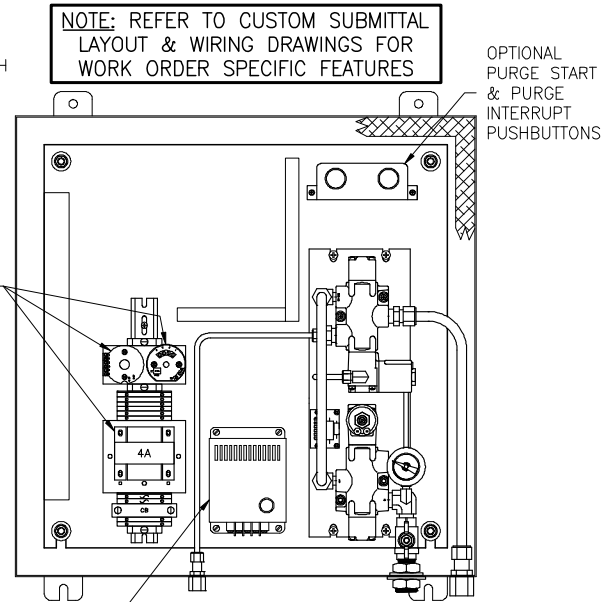 NOTE: REFER TO CUSTOM SUBMITTAL
LAYOUT & WIRING DRAWINGS FOR
WORK ORDER SPECIFIC FEATURES
H
OPTIONAL
PURGE START
& PURGE
INTERRUPT
PUSHBUTTONS
4A
CB